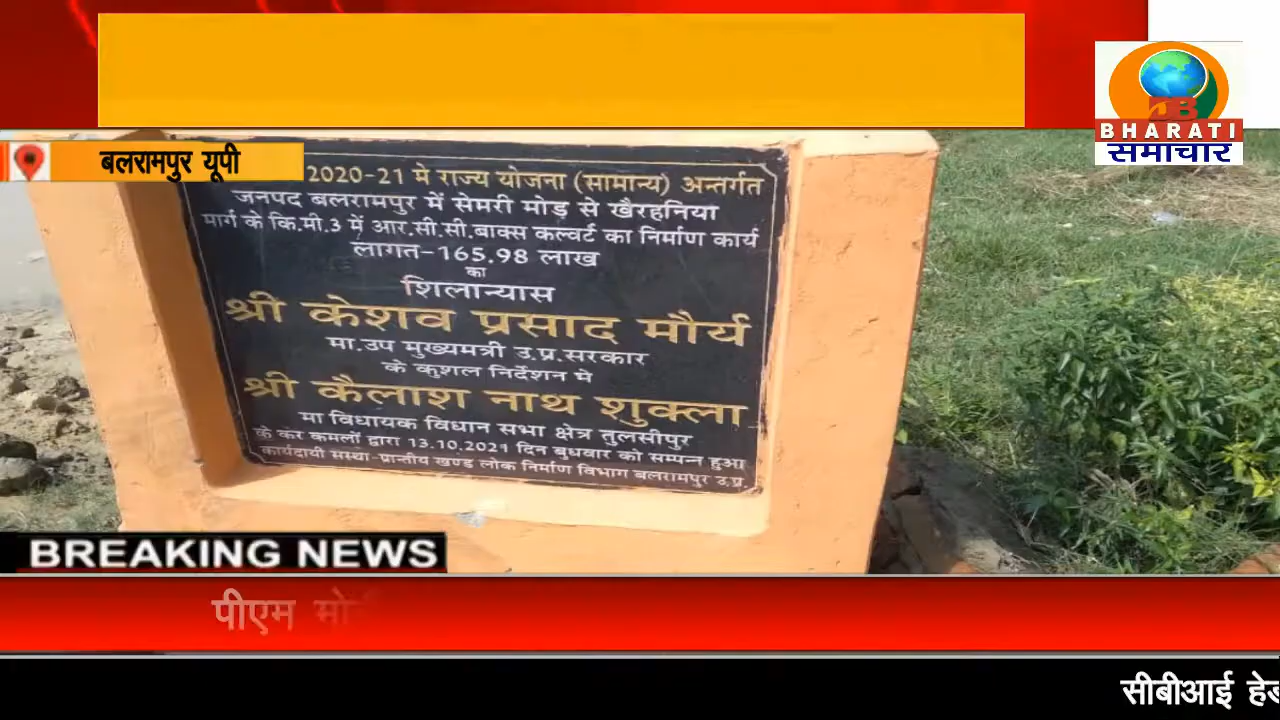 BHARATI
समाचार
बलरामपुर यूपी
2020-21 मे राज्य योजना (सामान्य) अन्तर्गत
जनपद बलरामपुर में सेमरी मोड़ से खैरहनिया
मार्ग के कि.मी.3 में आर.सी.सी.बाक्स कल्वर्ट का निर्माण कार्य
लागत-165.98 लाख
का
शिलान्यास
श्री केशव प्रसाद मौर्य
मा.उप मुख्यमत्री उ.प्र.सरकार
के कुशल निर्देशन मे
श्री कैलाश नाथ शुक्ला
मा विधायक विधान सभा क्षेत्र तुलसीपुर
के कर कमलों द्वारा 13.10.2021 दिन बुधवार को सम्पन्न हुआ
कार्यदायी संस्था-प्रान्तीय खण्ड लोक निर्माण विभाग बलरामपुर उ.प्र.
BREAKING NEWS
पीएम
सीबीआई